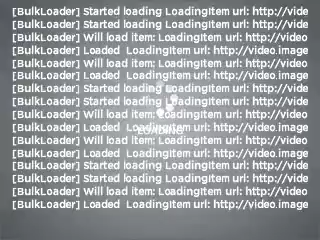 [BulkLoader] Started loading LoadingItem url: http://vide
[BulkLoader] Started loading LoadingItem url: http://vide
[BulkLoader] Will load item: LoadingItem url: http://video
[BulkLoader] Loaded  LoadingItem url: http://video.image
[BulkLoader] Will load item: LoadingItem url: http://video
[BulkLoader] Loaded  LoadingItem url: http://video.image
[BulkLoader] Started loading LoadingItem url: http://vide
[BulkLoader] Started loading LoadingItem url: http://vide
[BulkLoader] Will load item: LoadingItem url: http://video
[BulkLoader] Loaded  LoadingItem url: http://video.image
LOADING
[BulkLoader] Will load item: LoadingItem url: http://video
[BulkLoader] Loaded  LoadingItem url: http://video.image
[BulkLoader] Started loading LoadingItem url: http://vide
[BulkLoader] Started loading LoadingItem url: http://vide
[BulkLoader] Will load item: LoadingItem url: http://video
[BulkLoader] Loaded  LoadingItem url: http://video.image